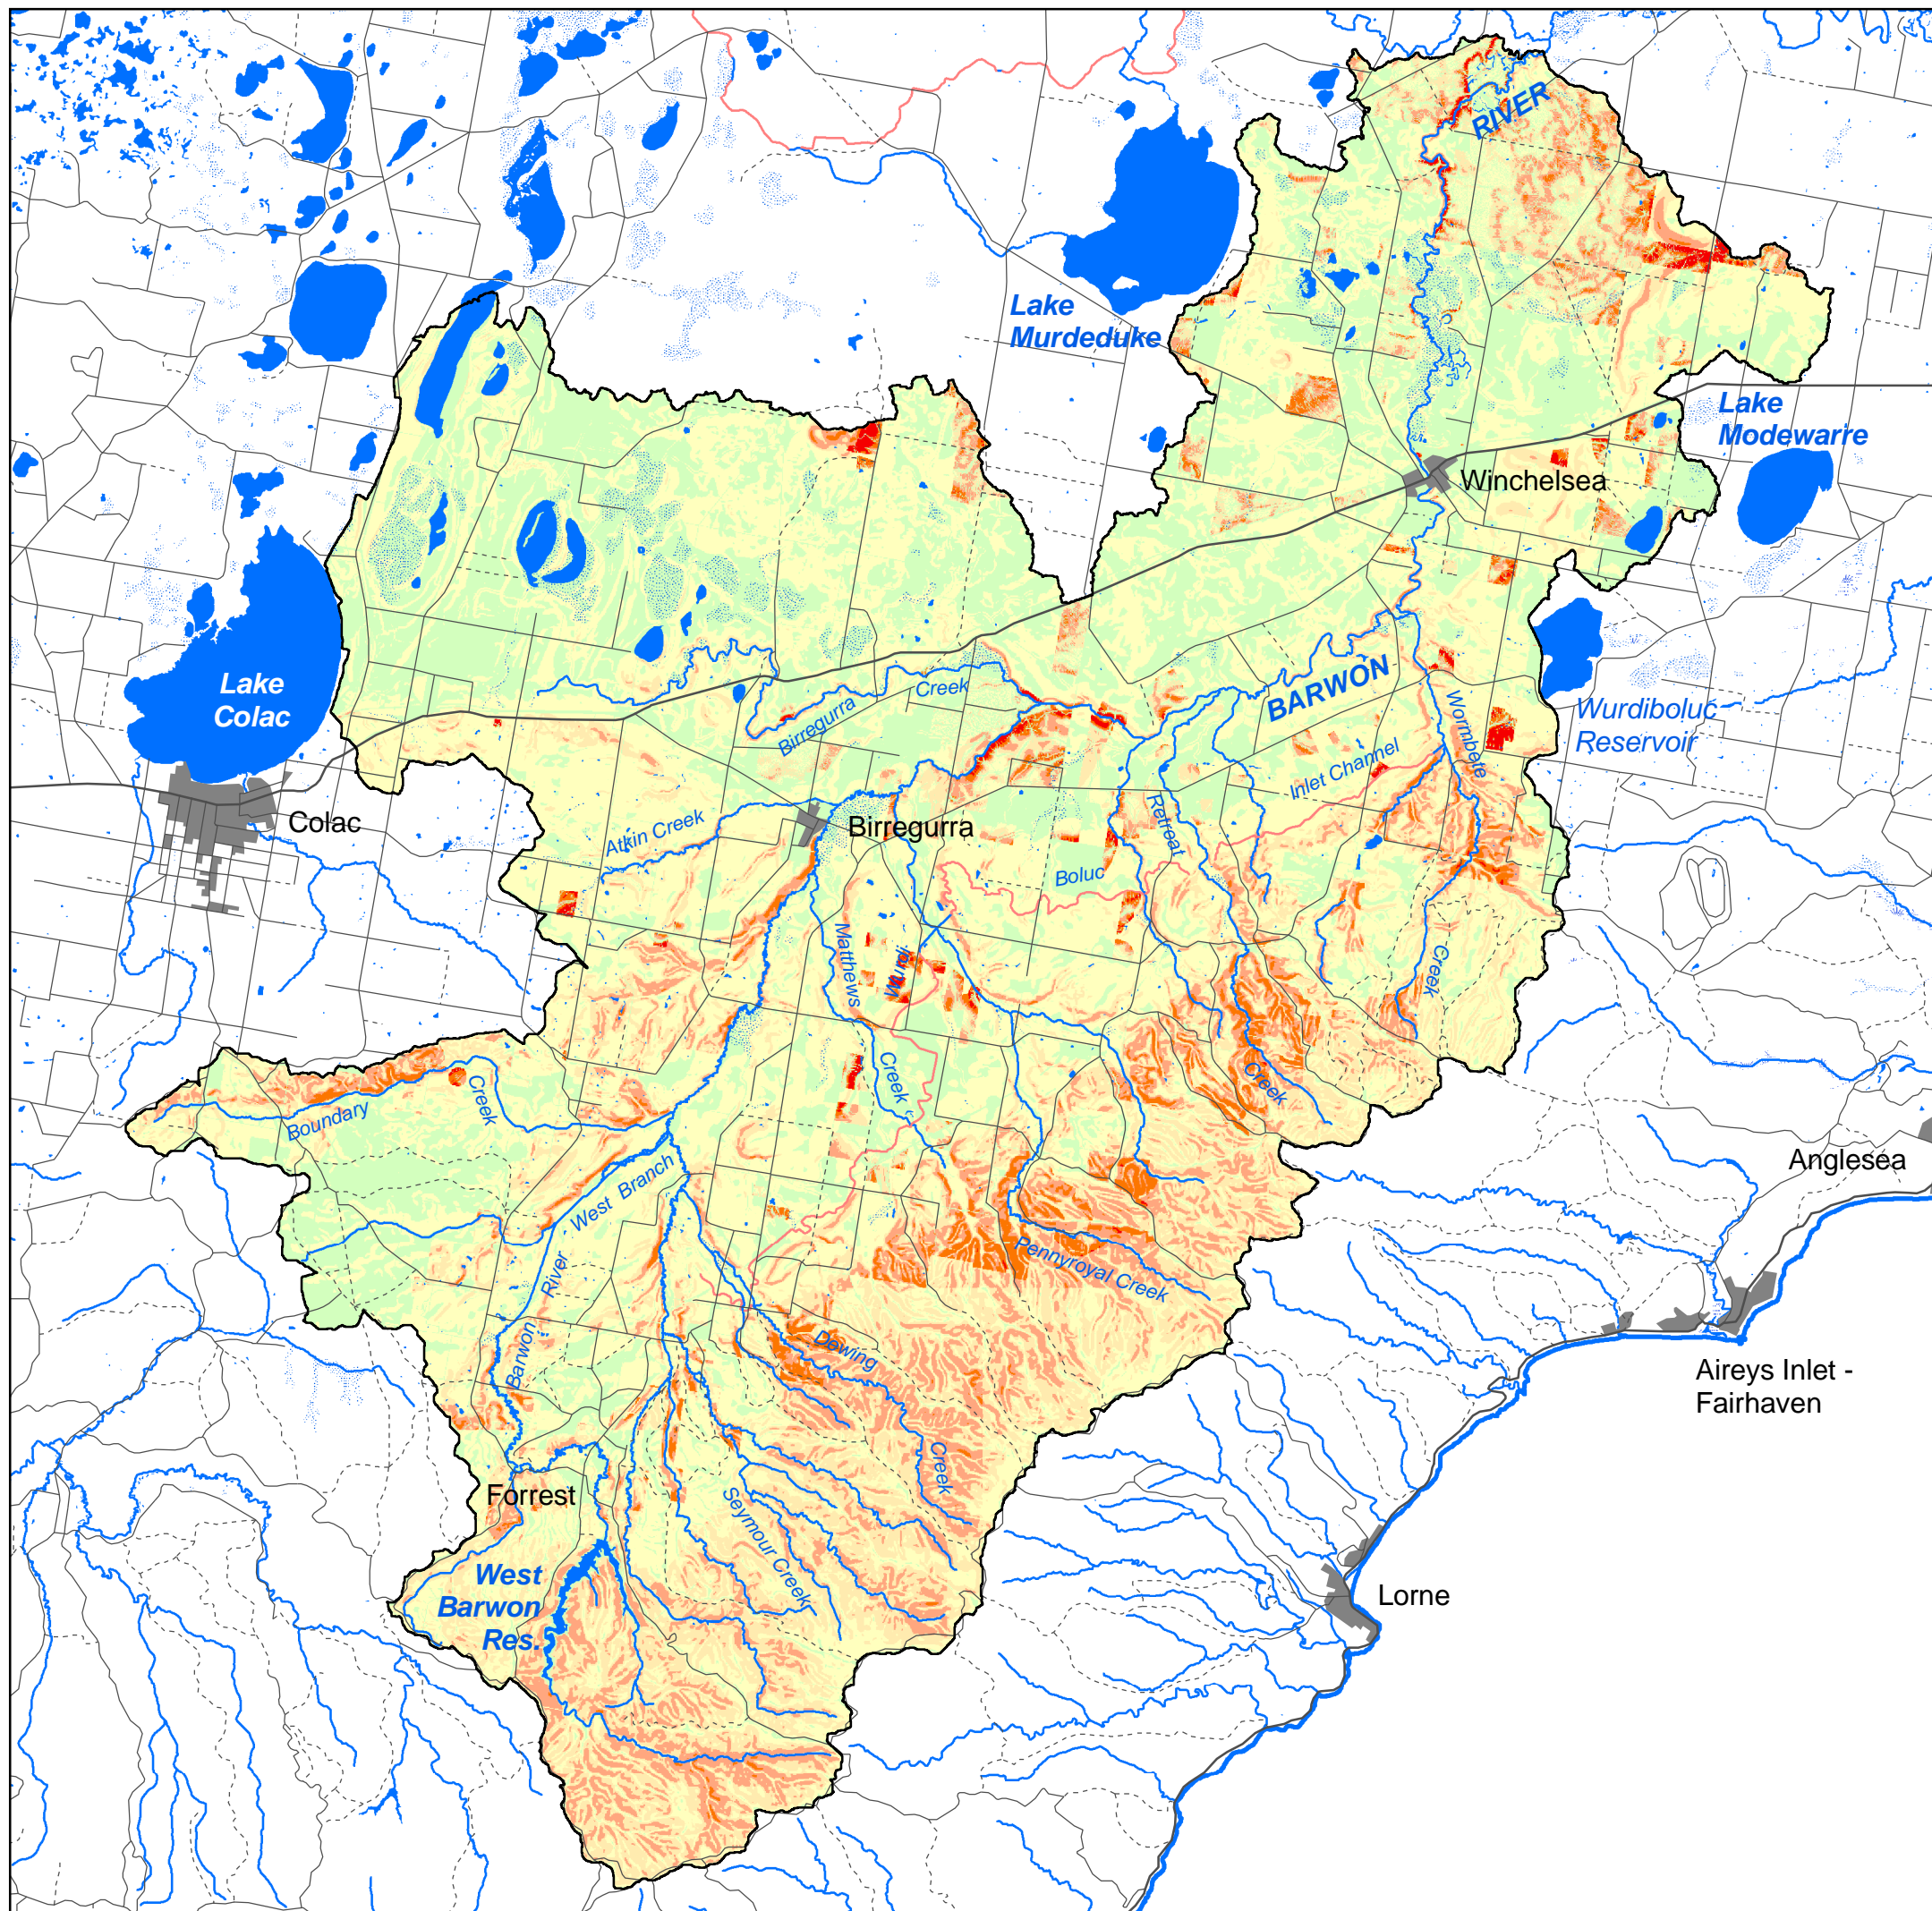 RIVER
Lake
Murdeduke
Lake
Modewarre
Winchelsea
Lake
Colac
Creek
Birregurra
BARWON
Wormbete
Wurdiboluc
Reservoir
Inlet Channel
Colac
Atkin Creek
Birregurra
Retreat
Boluc
Matthews
Wurdi
Creek
Creek
Creek
Creek
Boundary
Anglesea
West Branch
River
Barwon
Pennyroyal Creek
Dewing
Creek
Aireys Inlet -
Fairhaven
Forrest
Seymour Creek
West
Barwon
Res.
Lorne